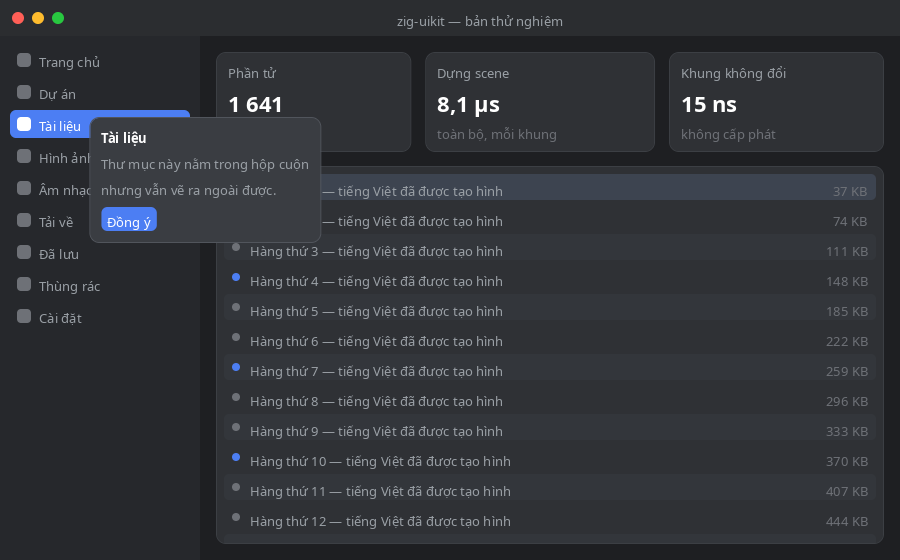 zig-uikit — bản thử nghiệm
Trang chủ
Dự án
Tài liệu
Hình ảnh
Âm nhạc
Tải về
Đã lưu
Thùng rác
Cài đặt
Tài liệu
Thư mục này nằm trong hộp cuộn
nhưng vẫn vẽ ra ngoài được.
Đồng ý
Phần tử
1 641
Dựng scene
8,1 µs
toàn bộ, mỗi khung
Khung không đổi
15 ns
không cấp phát
— tiếng Việt đã được tạo hình 37 KB
— tiếng Việt đã được tạo hình 74 KB
Hàng thứ 3 — tiếng Việt đã được tạo hình 111 KB
Hàng thứ 4 — tiếng Việt đã được tạo hình 148 KB
Hàng thứ 5 — tiếng Việt đã được tạo hình 185 KB
Hàng thứ 6 — tiếng Việt đã được tạo hình 222 KB
Hàng thứ 7 — tiếng Việt đã được tạo hình 259 KB
Hàng thứ 8 — tiếng Việt đã được tạo hình 296 KB
Hàng thứ 9 — tiếng Việt đã được tạo hình 333 KB
Hàng thứ 10 — tiếng Việt đã được tạo hình 370 KB
Hàng thứ 11 — tiếng Việt đã được tạo hình 407 KB
Hàng thứ 12 — tiếng Việt đã được tạo hình 444 KB